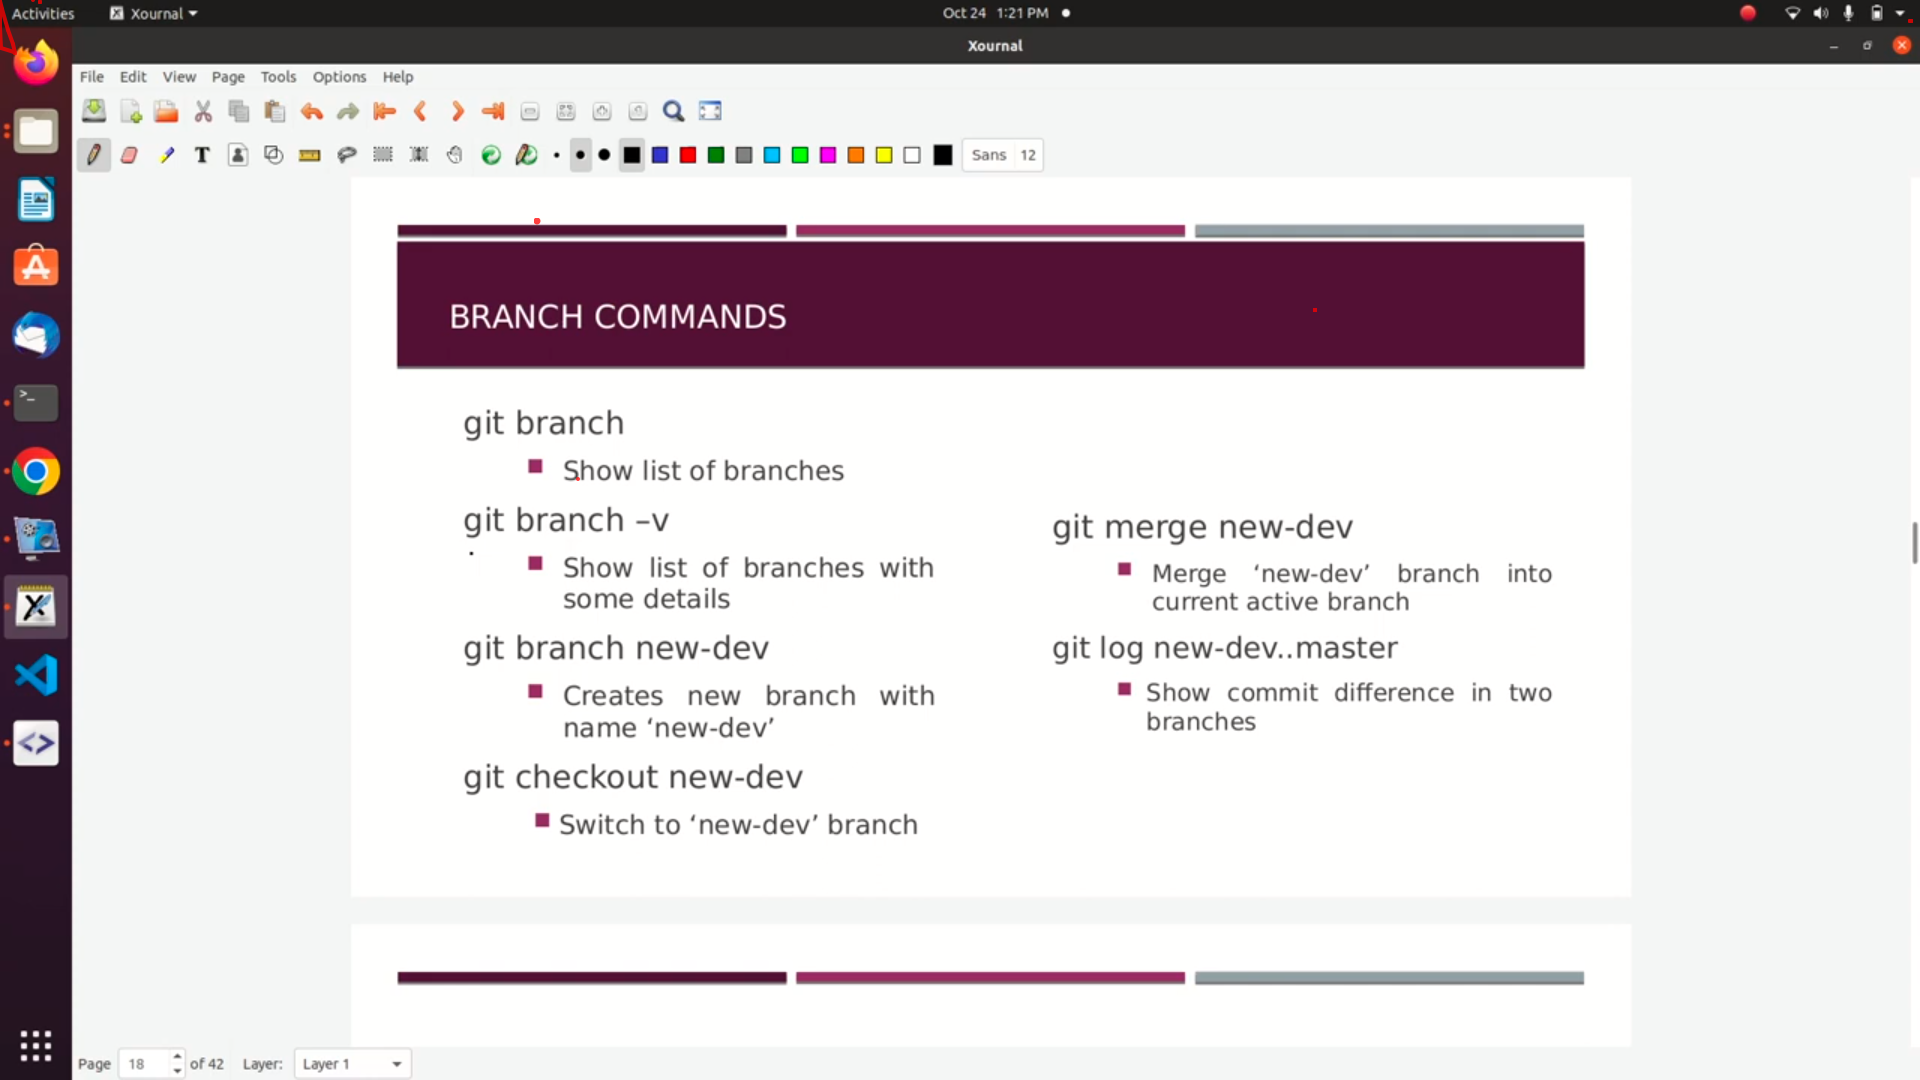 Activities
Xournal
Oct 24 1:21 PM
Xournal
File Edit View Page Tools Options Help
Sans 12
BRANCH COMMANDS
git branch
Show list of branches
git branch –v
Show list of branches with
some details
git branch new-dev
Creates new branch with
name ‘new-dev’
git checkout new-dev
Switch to ‘new-dev’ branch
git merge new-dev
Merge ‘new-dev’ branch into
current active branch
git log new-dev..master
Show commit difference in two
branches
Page 18 of 42 Layer: Layer 1